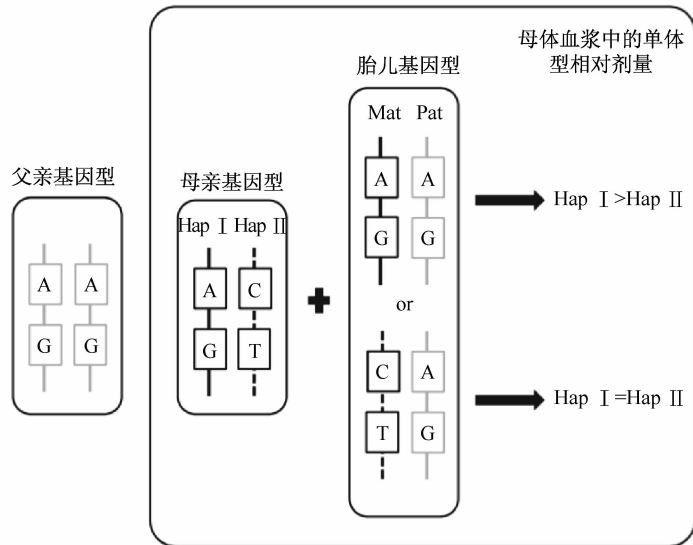 母体血浆中的单体
型相对剂量
胎儿基因型
Mat Pat
父亲基因型
母亲基因型
Hap Ⅰ Hap Ⅱ
A A
G G
A C
G T
A A
G G
Hap Ⅰ>Hap Ⅱ
or
C A
T G
Hap Ⅰ=Hap Ⅱ